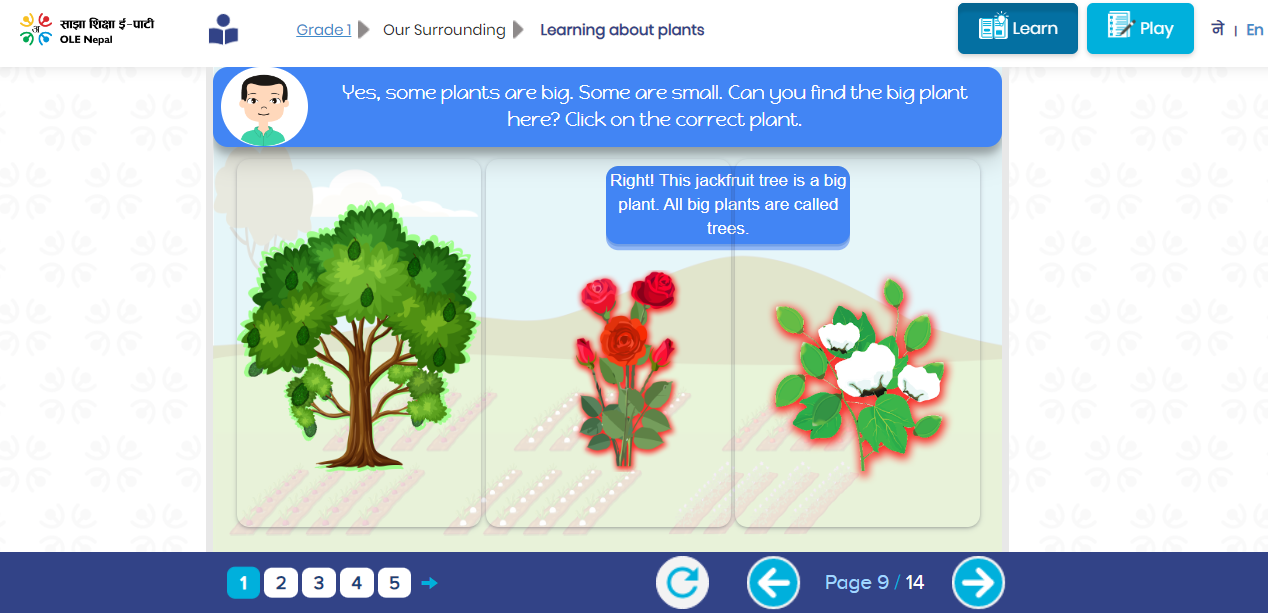 साझा शिक्षा ई-पाटी
OLE Nepal
Grade 1
Our Surrounding
Learning about plants
Learn
Play
ने | En
Yes, some plants are big. Some are small. Can you find the big plant
here? Click on the correct plant.
Right! This jackfruit tree is a big
plant. All big plants are called
trees.
1 2 3 4 5
Page 9 / 14